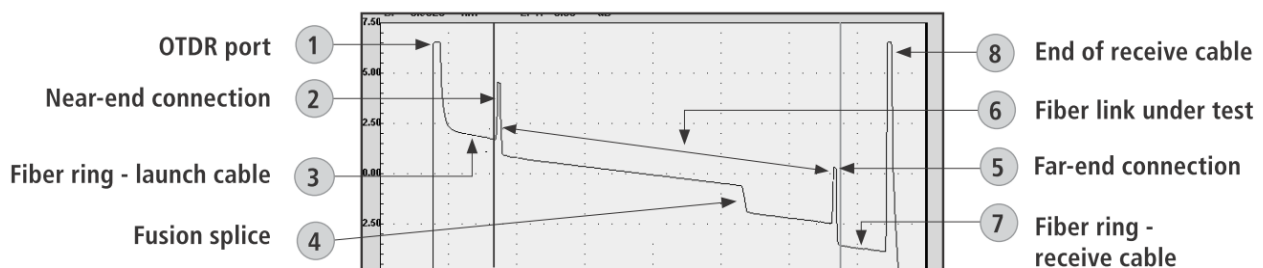 7.50
OTDR port 1
8 End of receive cable
5.00
Near-end connection 2
6 Fiber link under test
2.50
Fiber ring - launch cable 3
0.00
5 Far-end connection
Fusion splice 4
2.50
7 Fiber ring -
receive cable